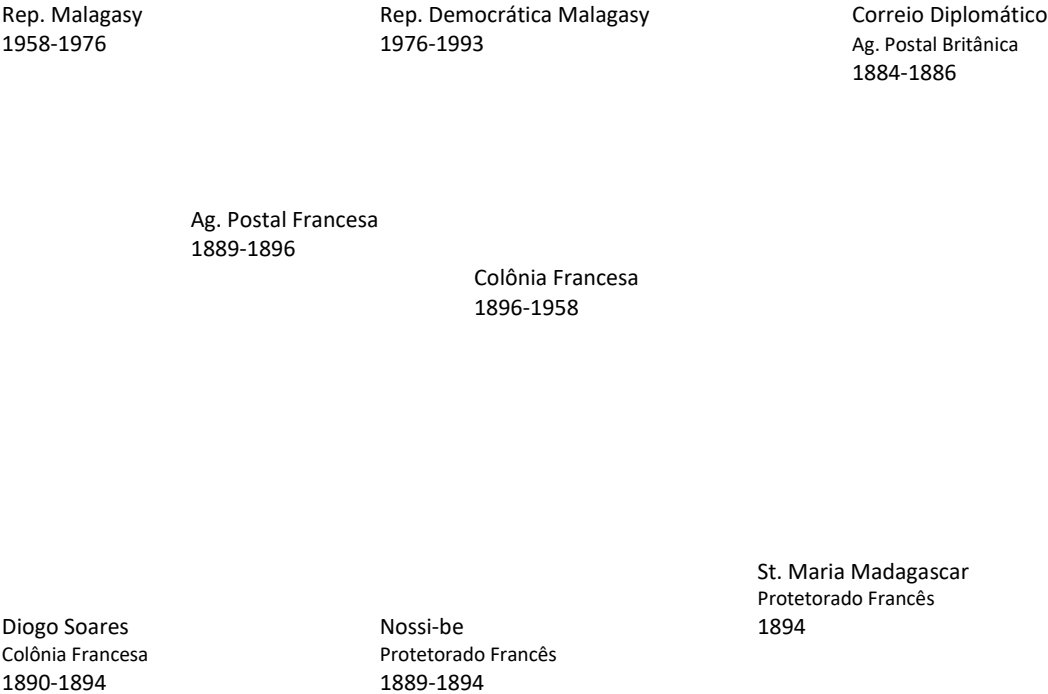 Rep. Malagasy
1958-1976
Rep. Democrática Malagasy
1976-1993
Correio Diplomático
Ag. Postal Britânica
1884-1886
Ag. Postal Francesa
1889-1896
Colônia Francesa
1896-1958
St. Maria Madagascar
Protetorado Francês
1894
Diogo Soares
Colônia Francesa
1890-1894
Nossi-be
Protetorado Francês
1889-1894